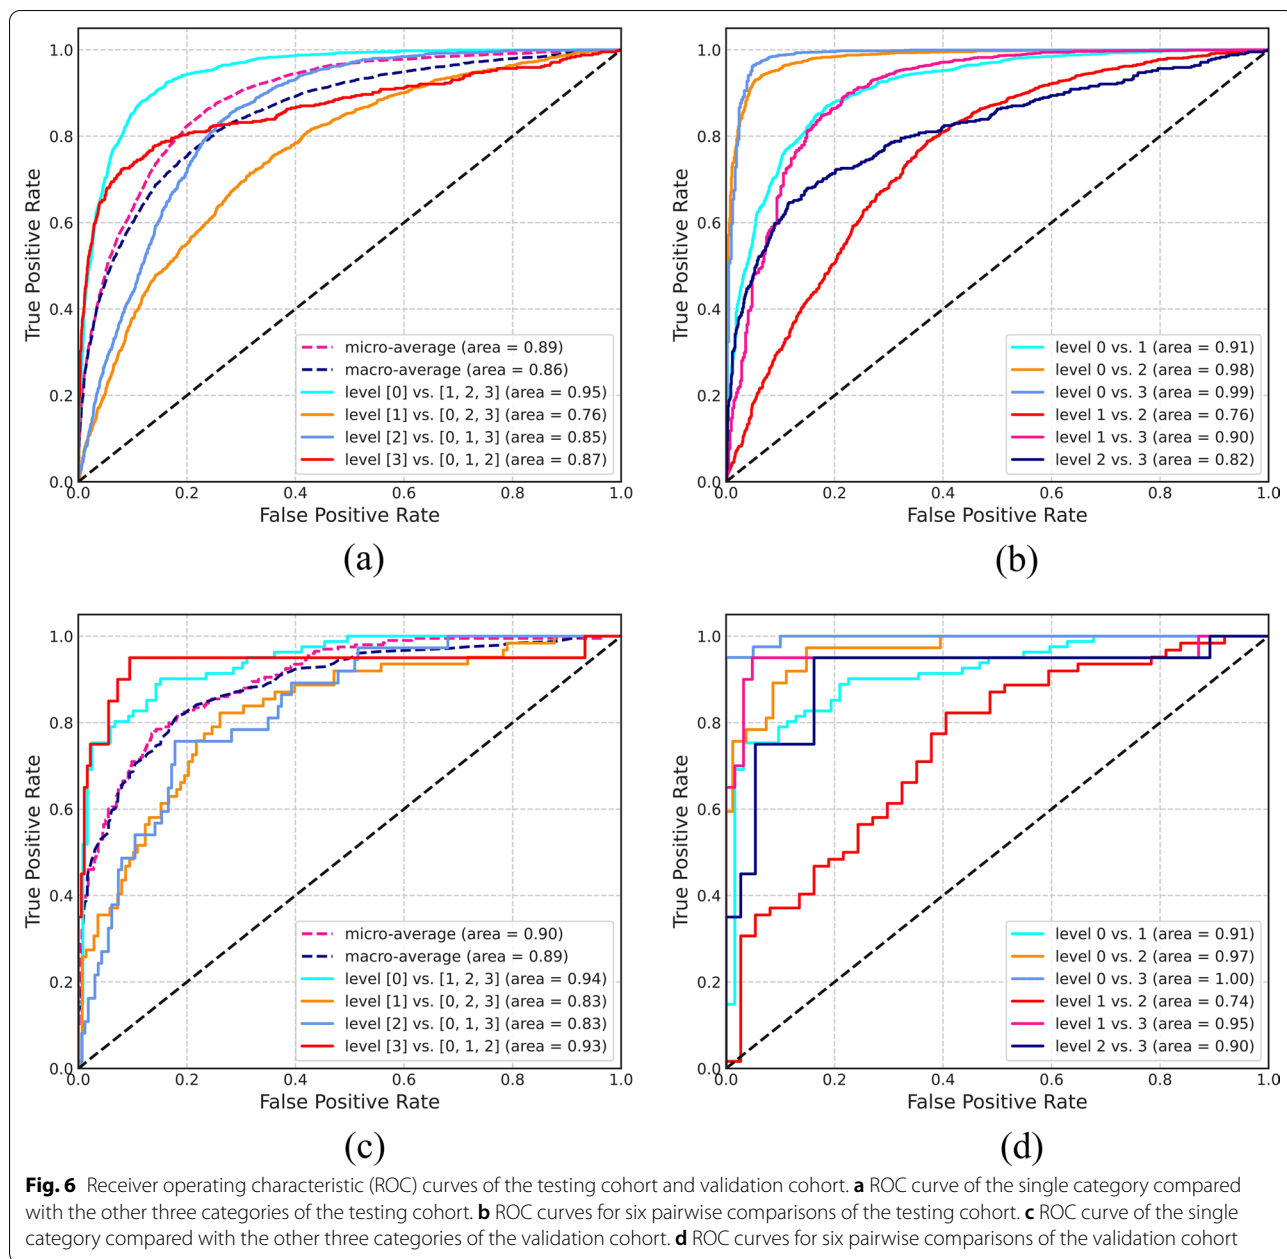 1.0
0.8
0.6
0.4
0.2
0.0
True Positive Rate
micro-average (area = 0.89)
macro-average (area = 0.86)
level [0] vs. [1, 2, 3] (area = 0.95)
level [1] vs. [0, 2, 3] (area = 0.76)
level [2] vs. [0, 1, 3] (area = 0.85)
level [3] vs. [0, 1, 2] (area = 0.87)
0.0 0.2 0.4 0.6 0.8 1.0
False Positive Rate
(a)
1.0
0.8
0.6
0.4
0.2
0.0
True Positive Rate
level 0 vs. 1 (area = 0.91)
level 0 vs. 2 (area = 0.98)
level 0 vs. 3 (area = 0.99)
level 1 vs. 2 (area = 0.76)
level 1 vs. 3 (area = 0.90)
level 2 vs. 3 (area = 0.82)
0.0 0.2 0.4 0.6 0.8 1.0
False Positive Rate
(b)
1.0
0.8
0.6
0.4
0.2
0.0
True Positive Rate
micro-average (area = 0.90)
macro-average (area = 0.89)
level [0] vs. [1, 2, 3] (area = 0.94)
level [1] vs. [0, 2, 3] (area = 0.83)
level [2] vs. [0, 1, 3] (area = 0.83)
level [3] vs. [0, 1, 2] (area = 0.93)
0.0 0.2 0.4 0.6 0.8 1.0
False Positive Rate
(c)
1.0
0.8
0.6
0.4
0.2
0.0
True Positive Rate
level 0 vs. 1 (area = 0.91)
level 0 vs. 2 (area = 0.97)
level 0 vs. 3 (area = 1.00)
level 1 vs. 2 (area = 0.74)
level 1 vs. 3 (area = 0.95)
level 2 vs. 3 (area = 0.90)
0.0 0.2 0.4 0.6 0.8 1.0
False Positive Rate
(d)
Fig. 6 Receiver operating characteristic (ROC) curves of the testing cohort and validation cohort. a ROC curve of the single category compared
with the other three categories of the testing cohort. b ROC curves for six pairwise comparisons of the testing cohort. c ROC curve of the single
category compared with the other three categories of the validation cohort. d ROC curves for six pairwise comparisons of the validation cohort